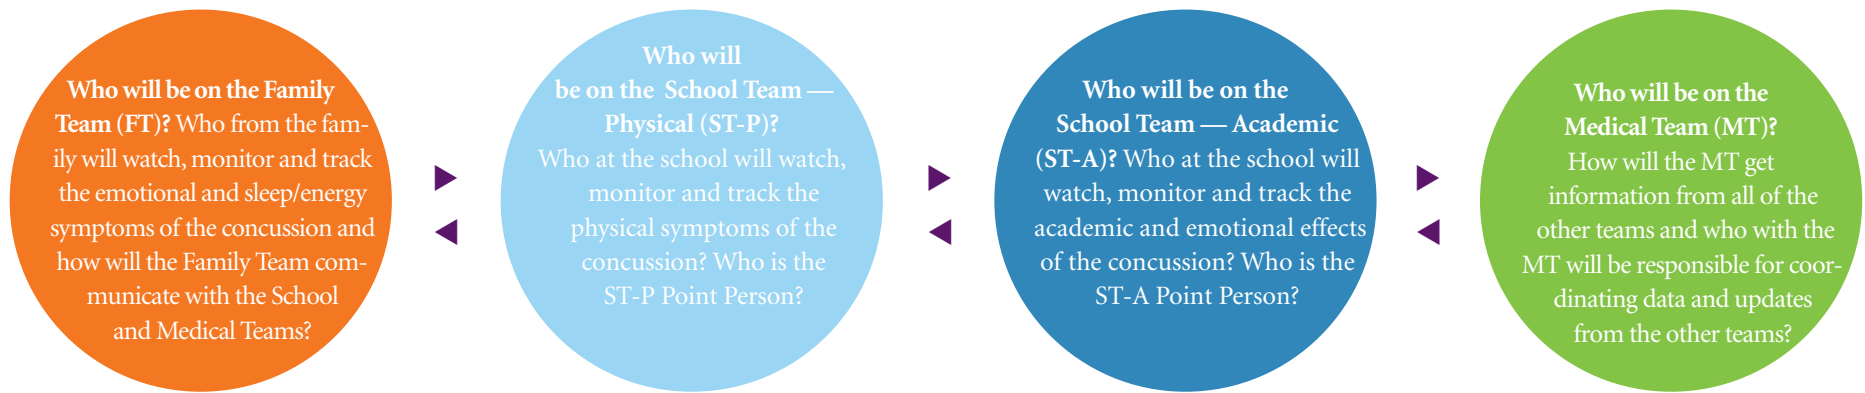 Who will be on the Family
Team (FT)? Who from the fam-
ily will watch, monitor and track
the emotional and sleep/energy
symptoms of the concussion and
how will the Family Team com-
municate with the School
and Medical Teams?
Who will
be on the School Team —
Physical (ST-P)?
Who at the school will watch,
monitor and track the
physical symptoms of the
concussion? Who is the
ST-P Point Person?
Who will be on the
School Team — Academic
(ST-A)? Who at the school will
watch, monitor and track the
academic and emotional effects
of the concussion? Who is the
ST-A Point Person?
Who will be on the
Medical Team (MT)?
How will the MT get
information from all of the
other teams and who with the
MT will be responsible for coor-
dinating data and updates
from the other teams?